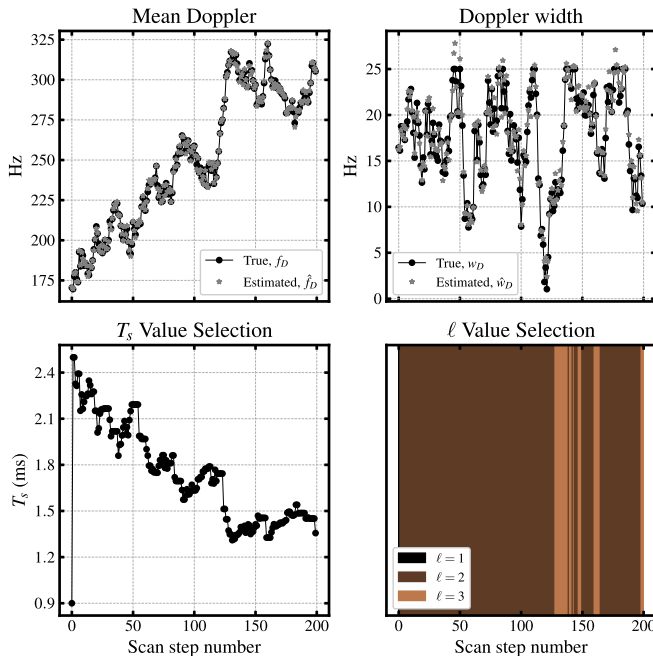 Mean Doppler
Doppler width
325
300
275
250
225
200
175
Hz
True, f_D
Estimated, f̂_D
25
20
15
10
5
0
Hz
True, w_D
Estimated, ŵ_D
T_s Value Selection
ℓ Value Selection
2.4
2.1
1.8
1.5
1.2
0.9
T_s (ms)
0 50 100 150 200
Scan step number
ℓ = 1
ℓ = 2
ℓ = 3
0 50 100 150 200
Scan step number